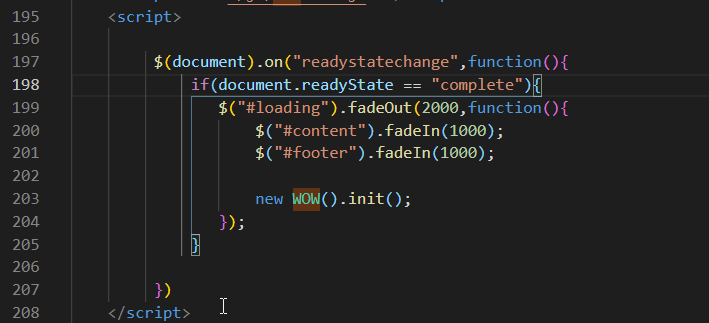 195 <script>
196
197 $(document).on("readystatechange",function(){
198 if(document.readyState == "complete"){
199 $("#loading").fadeOut(2000,function(){
200 $("#content").fadeIn(1000);
201 $("#footer").fadeIn(1000);
202
203 new WOW().init();
204 });
205 }
206
207 })
208 </script>